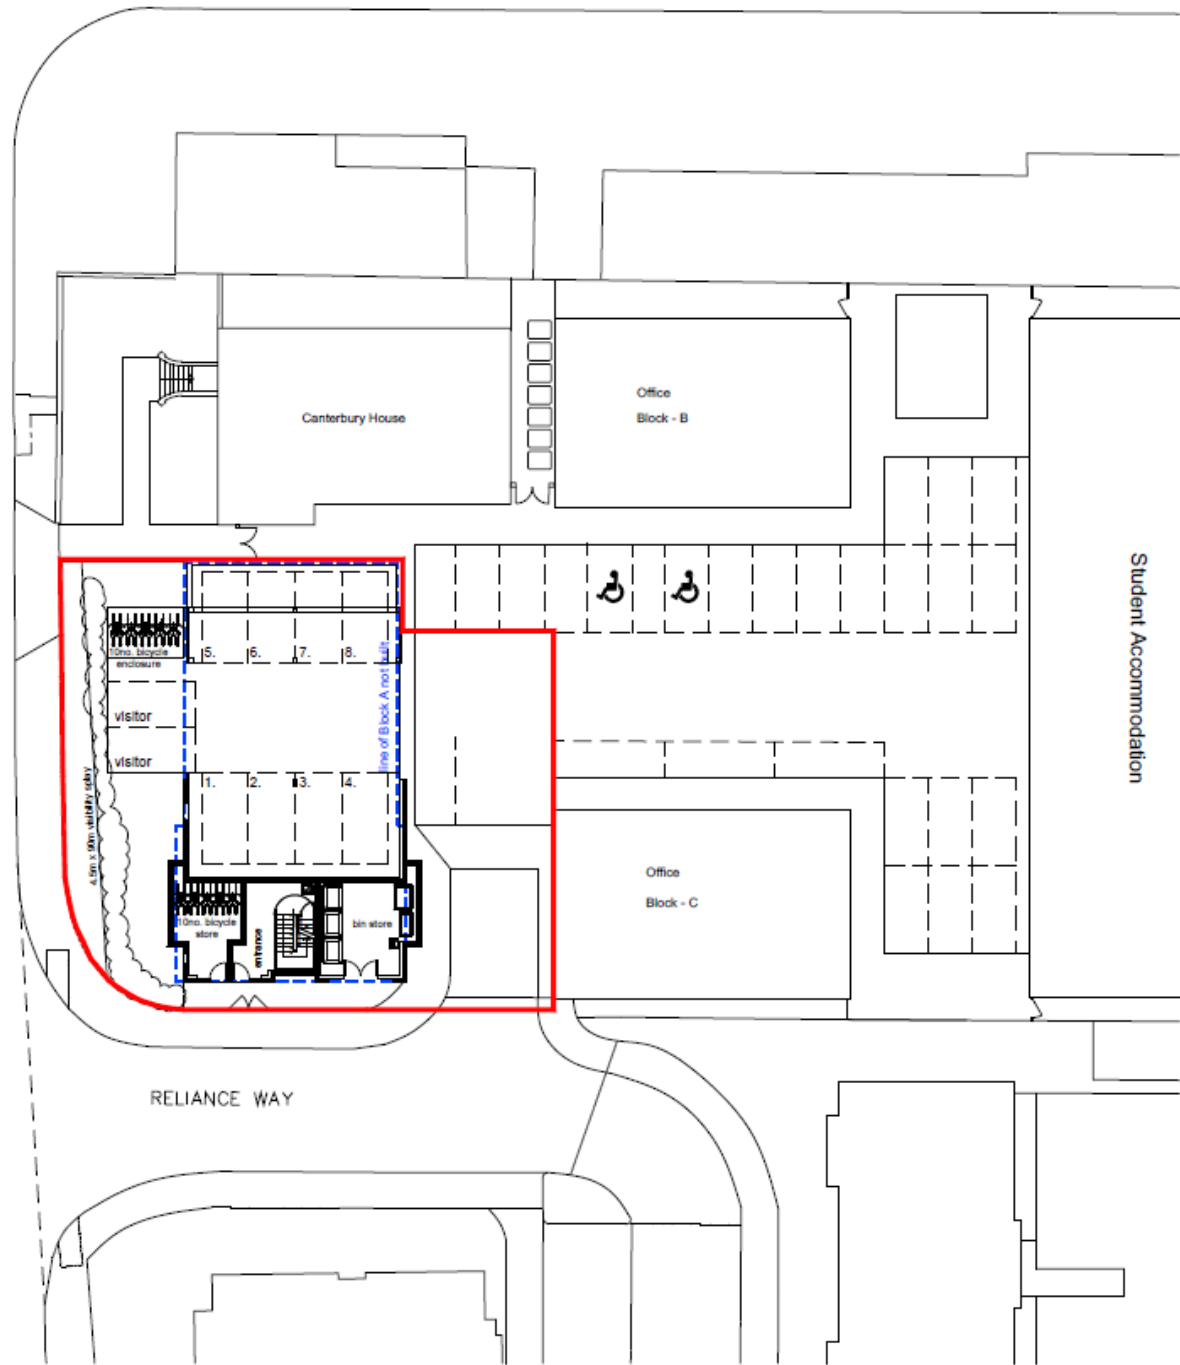 Canterbury House
Office
Block - B
Student Accommodation
10no. bicycle
enclosure
5.
6.
7.
8.
line of Block A not built
visitor
visitor
1.
2.
3.
4.
4.5m x 90m visibility splay
10no. bicycle
store
entrance
bin store
Office
Block - C
RELIANCE WAY